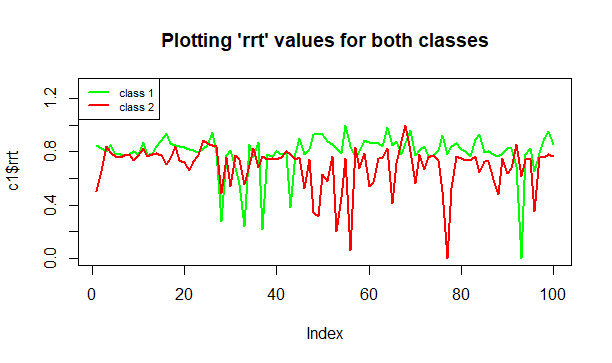 Plotting 'rrt' values for both classes
class 1
class 2
c1$rrt
1.2
0.8
0.4
0.0
0 20 40 60 80 100
Index